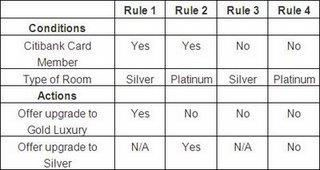 Rule 1 Rule 2 Rule 3 Rule 4
Conditions
Citibank Card Yes Yes No No
Member
Type of Room Silver Platinum Silver Platinum
Actions
Offer upgrade to Yes No No No
Gold Luxury
Offer upgrade to N/A Yes N/A No
Silver